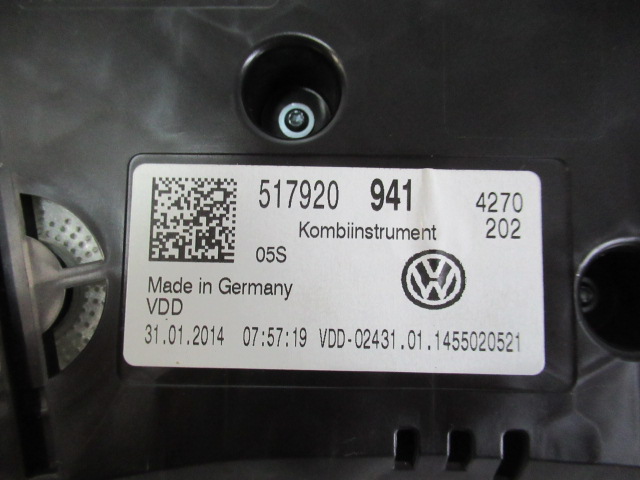 517920 941 4270
Kombiinstrument 202
05S
VW
Made in Germany
VDD
31.01.2014 07:57:19 VDD-02431.01.1455020521